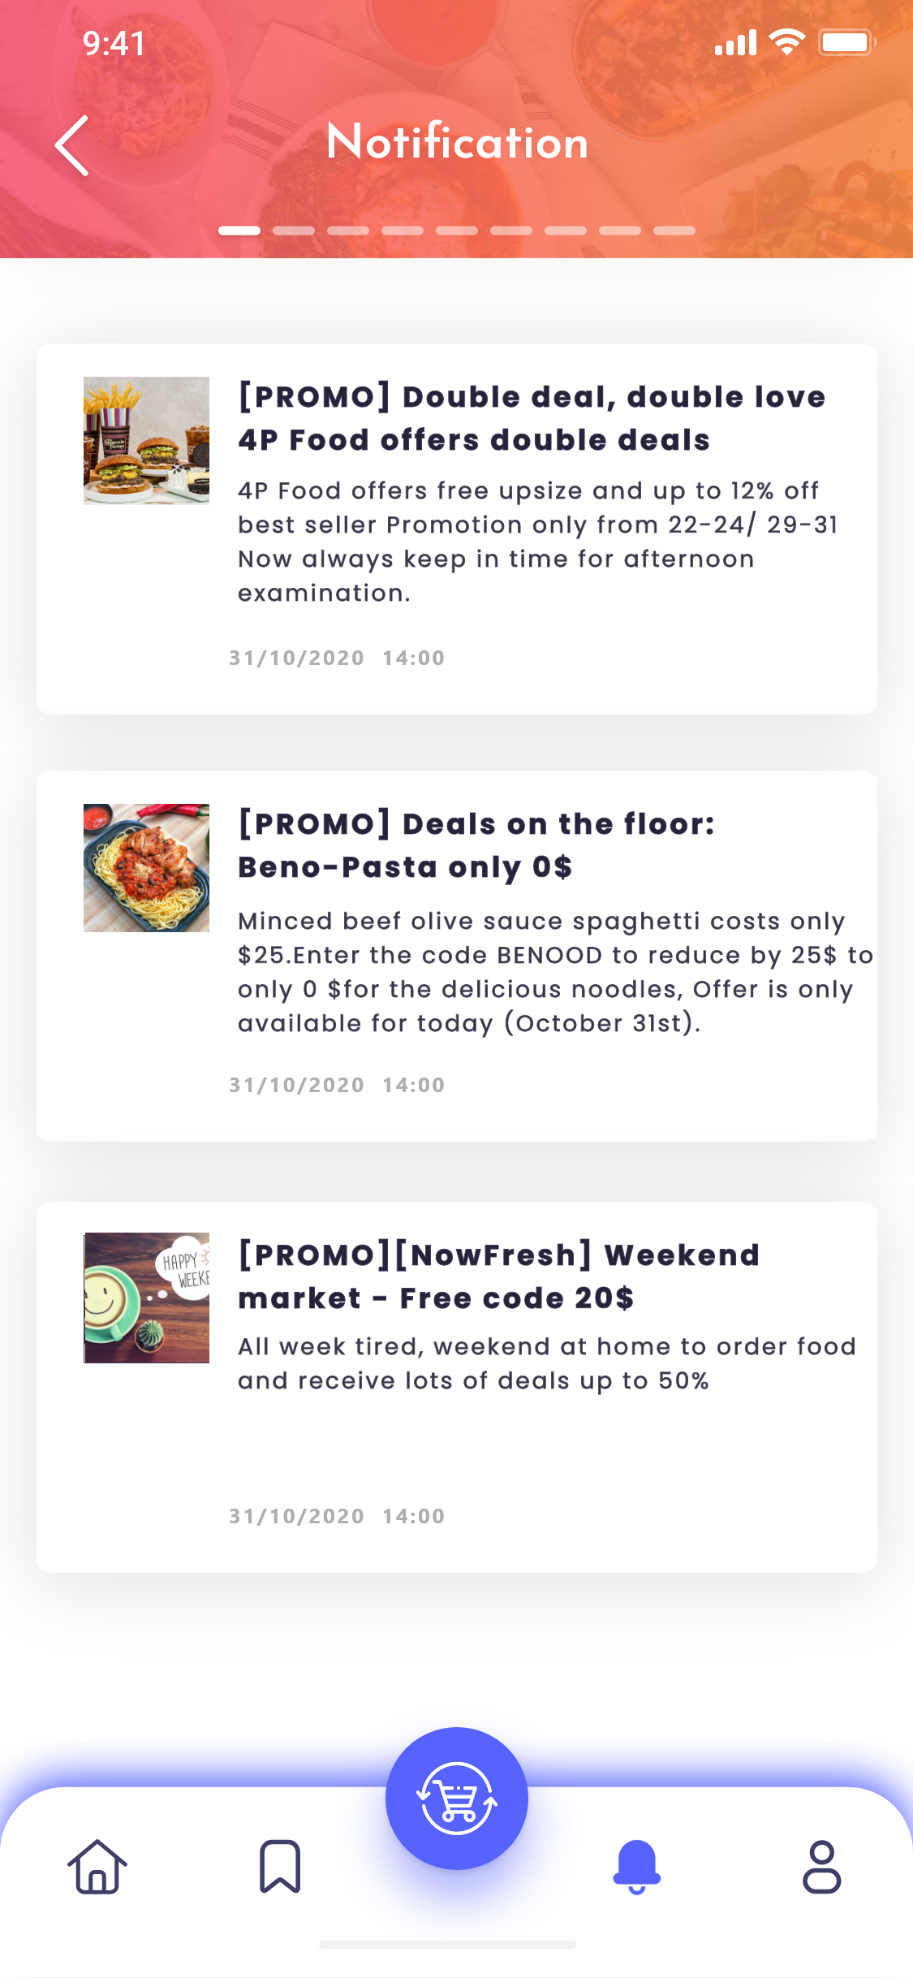 9:41
Notification
[PROMO] Double deal, double love
4P Food offers double deals
4P Food offers free upsize and up to 12% off
best seller Promotion only from 22-24/ 29-31
Now always keep in time for afternoon
examination.
31/10/2020 14:00
[PROMO] Deals on the floor:
Beno-Pasta only 0$
Minced beef olive sauce spaghetti costs only
$25.Enter the code BENOOD to reduce by 25$ to
only 0 $for the delicious noodles, Offer is only
available for today (October 31st).
31/10/2020 14:00
HAPPY
WEEKE
[PROMO][NowFresh] Weekend
market - Free code 20$
All week tired, weekend at home to order food
and receive lots of deals up to 50%
31/10/2020 14:00